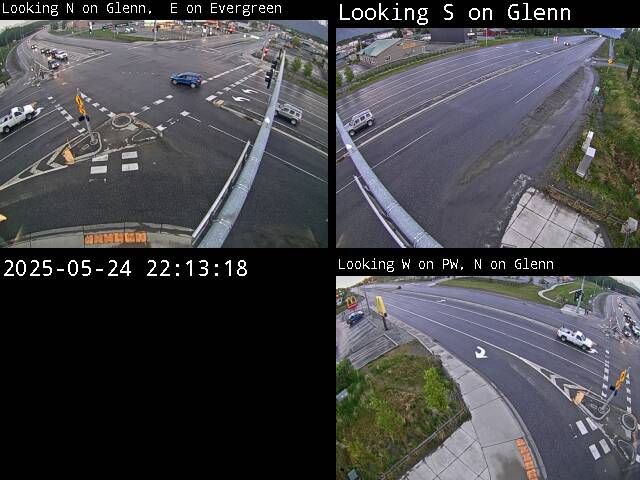 Looking N on Glenn,  E on Evergreen
Looking S on Glenn
2025-05-24 22:13:18
Looking W on PW, N on Glenn